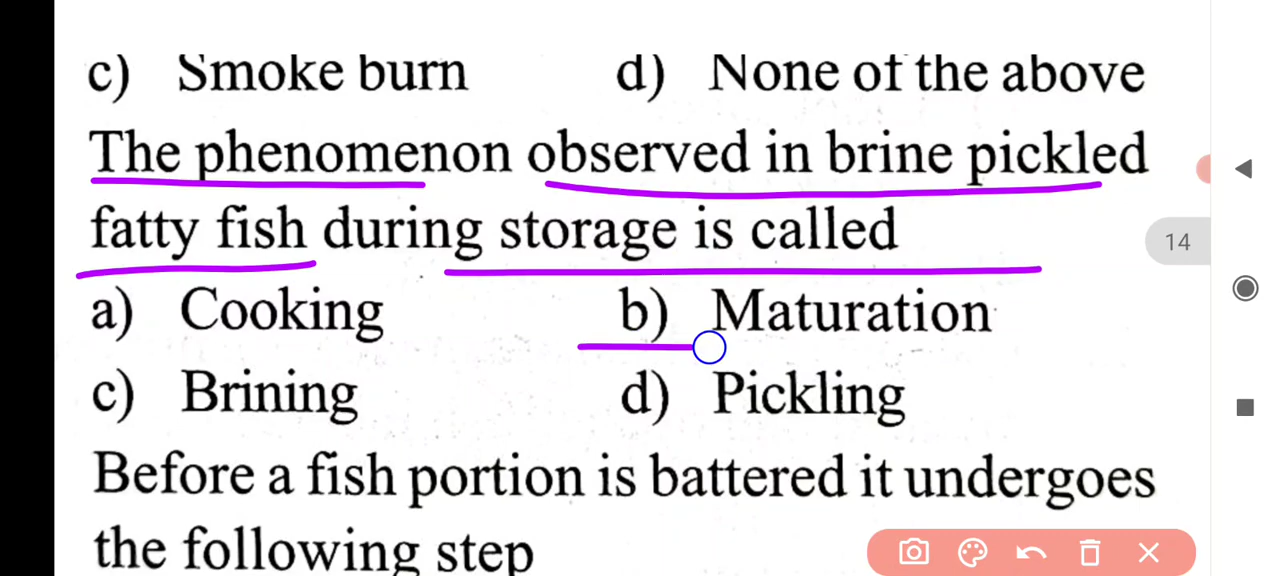 c) Smoke burn d) None of the above
The phenomenon observed in brine pickled
fatty fish during storage is called
14
a) Cooking b) Maturation
c) Brining d) Pickling
Before a fish portion is battered it undergoes
the following step